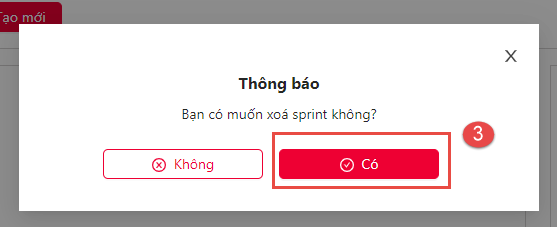 Tạo mới
X
Thông báo
Bạn có muốn xoá sprint không?
3
Không
Có